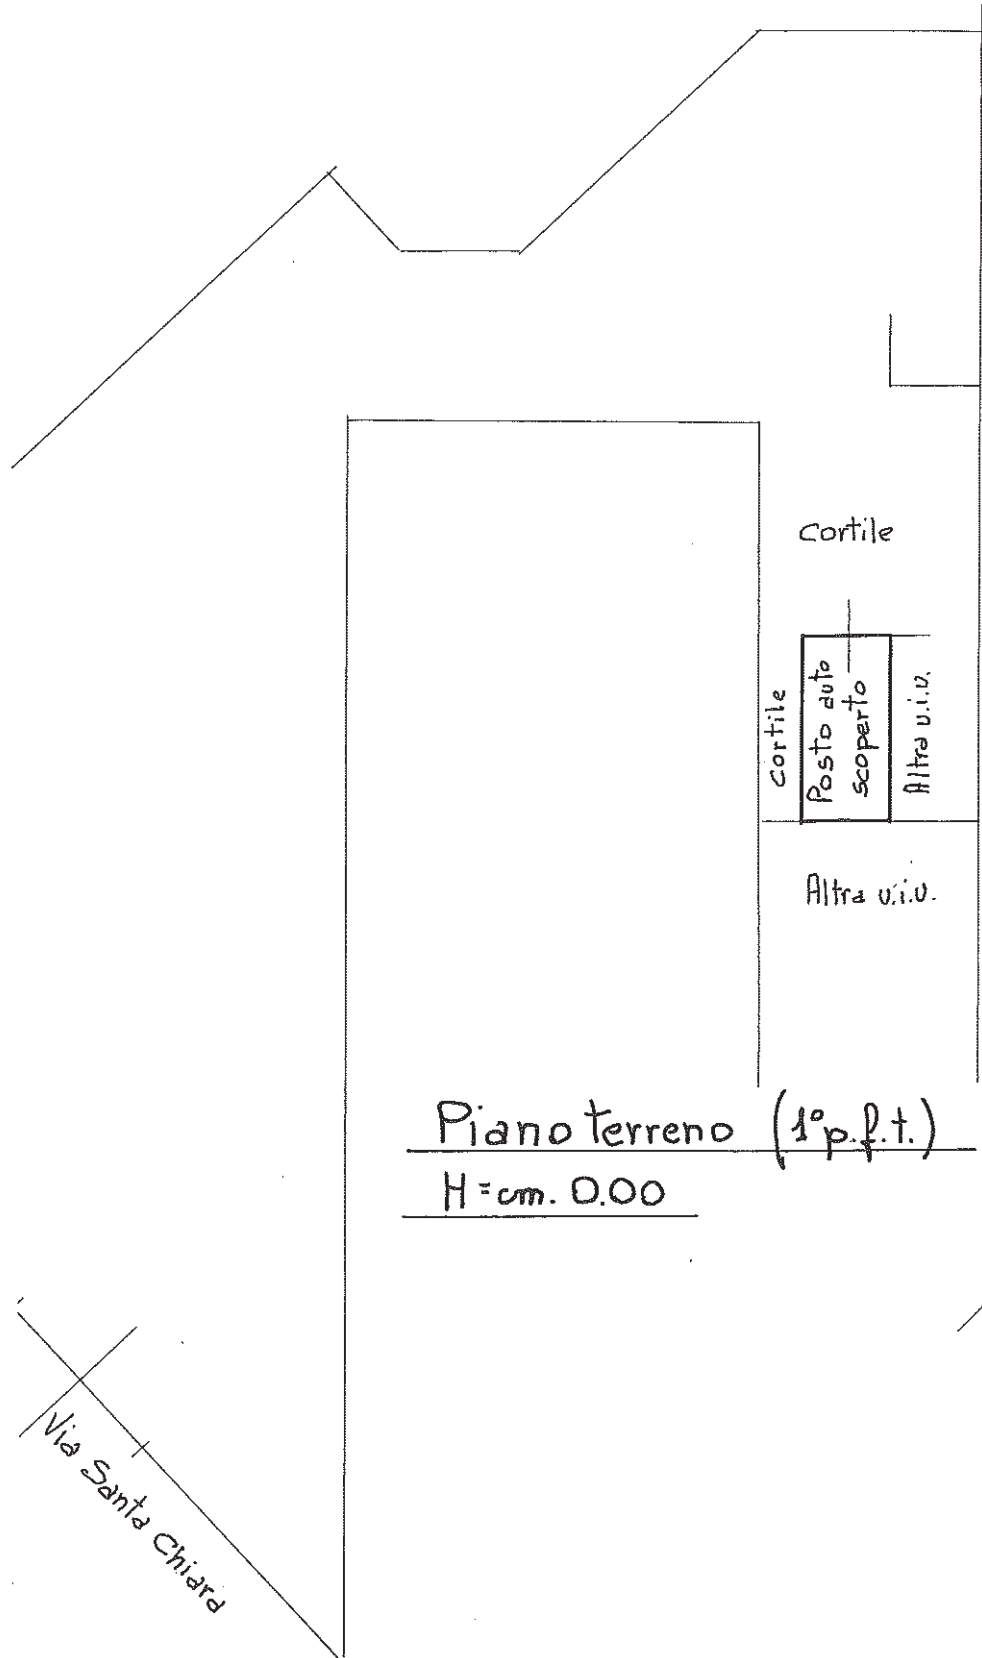 Cortile
cortile
Posto auto
scoperto
Altra u.i.u.
Altra u.i.u.
Piano terreno (1° p.f.t.)
H = cm. 0.00
Via Santa Chiara